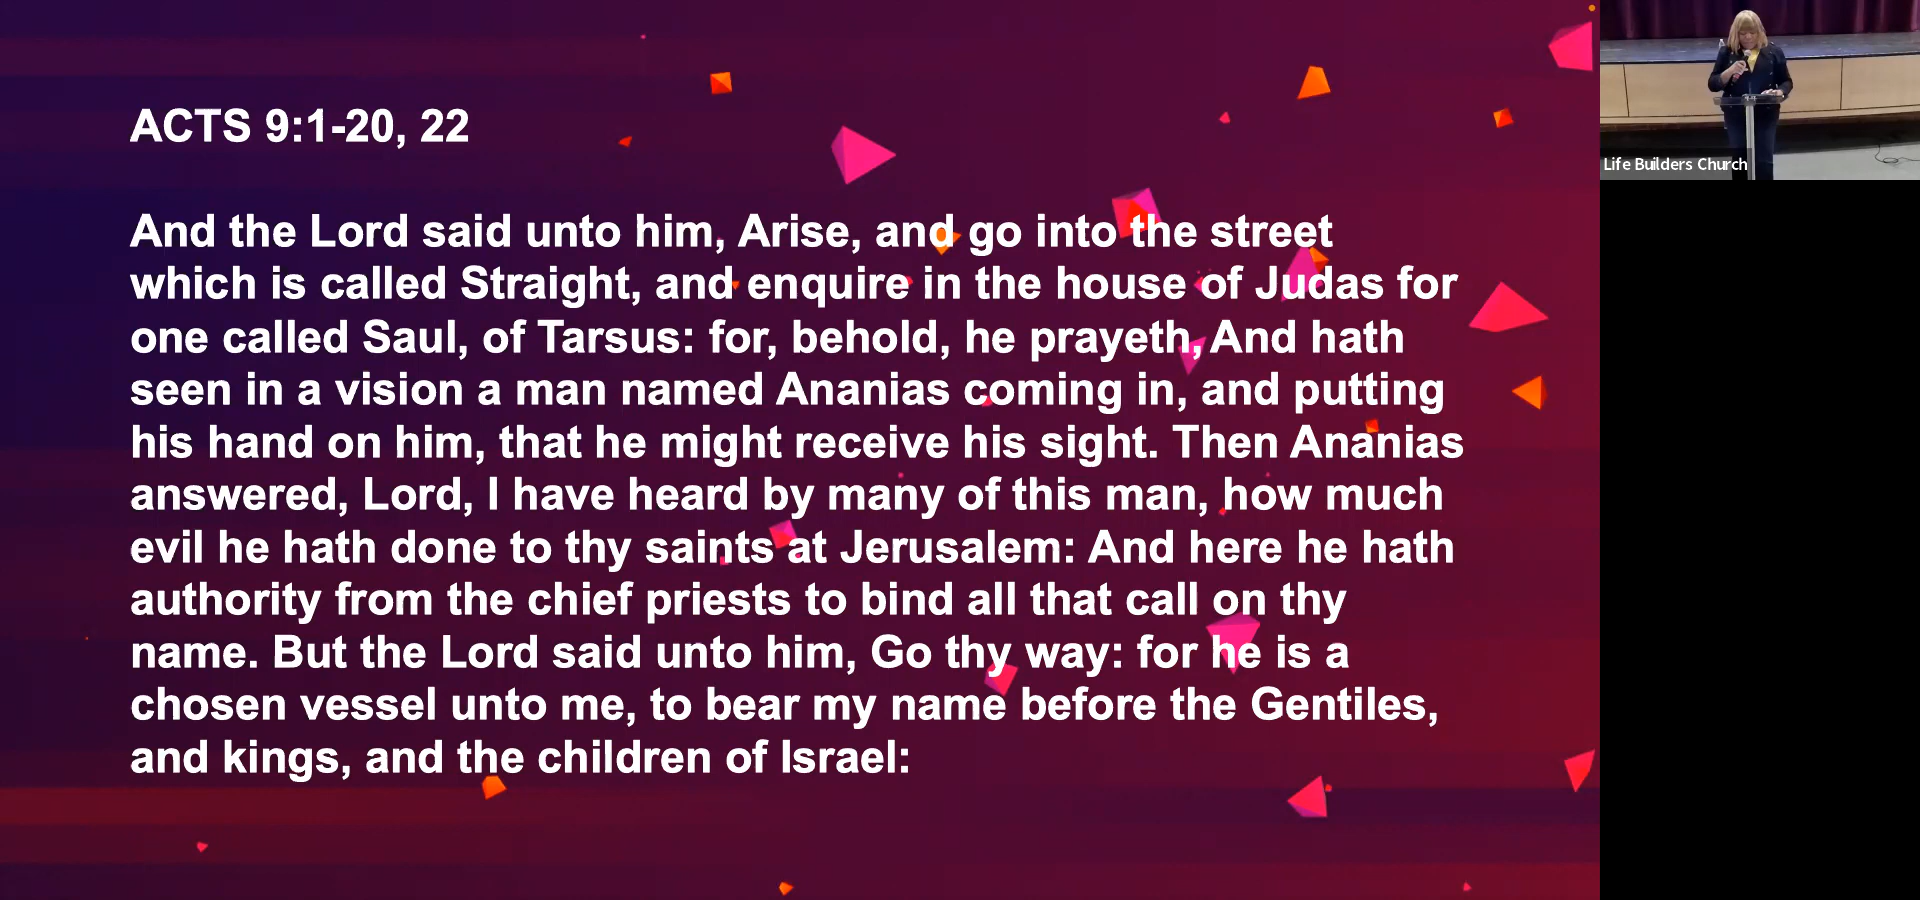 ACTS 9:1-20, 22
And the Lord said unto him, Arise, and go into the street
which is called Straight, and enquire in the house of Judas for
one called Saul, of Tarsus: for, behold, he prayeth, And hath
seen in a vision a man named Ananias coming in, and putting
his hand on him, that he might receive his sight. Then Ananias
answered, Lord, I have heard by many of this man, how much
evil he hath done to thy saints at Jerusalem: And here he hath
authority from the chief priests to bind all that call on thy
name. But the Lord said unto him, Go thy way: for he is a
chosen vessel unto me, to bear my name before the Gentiles,
and kings, and the children of Israel:
Life Builders Church